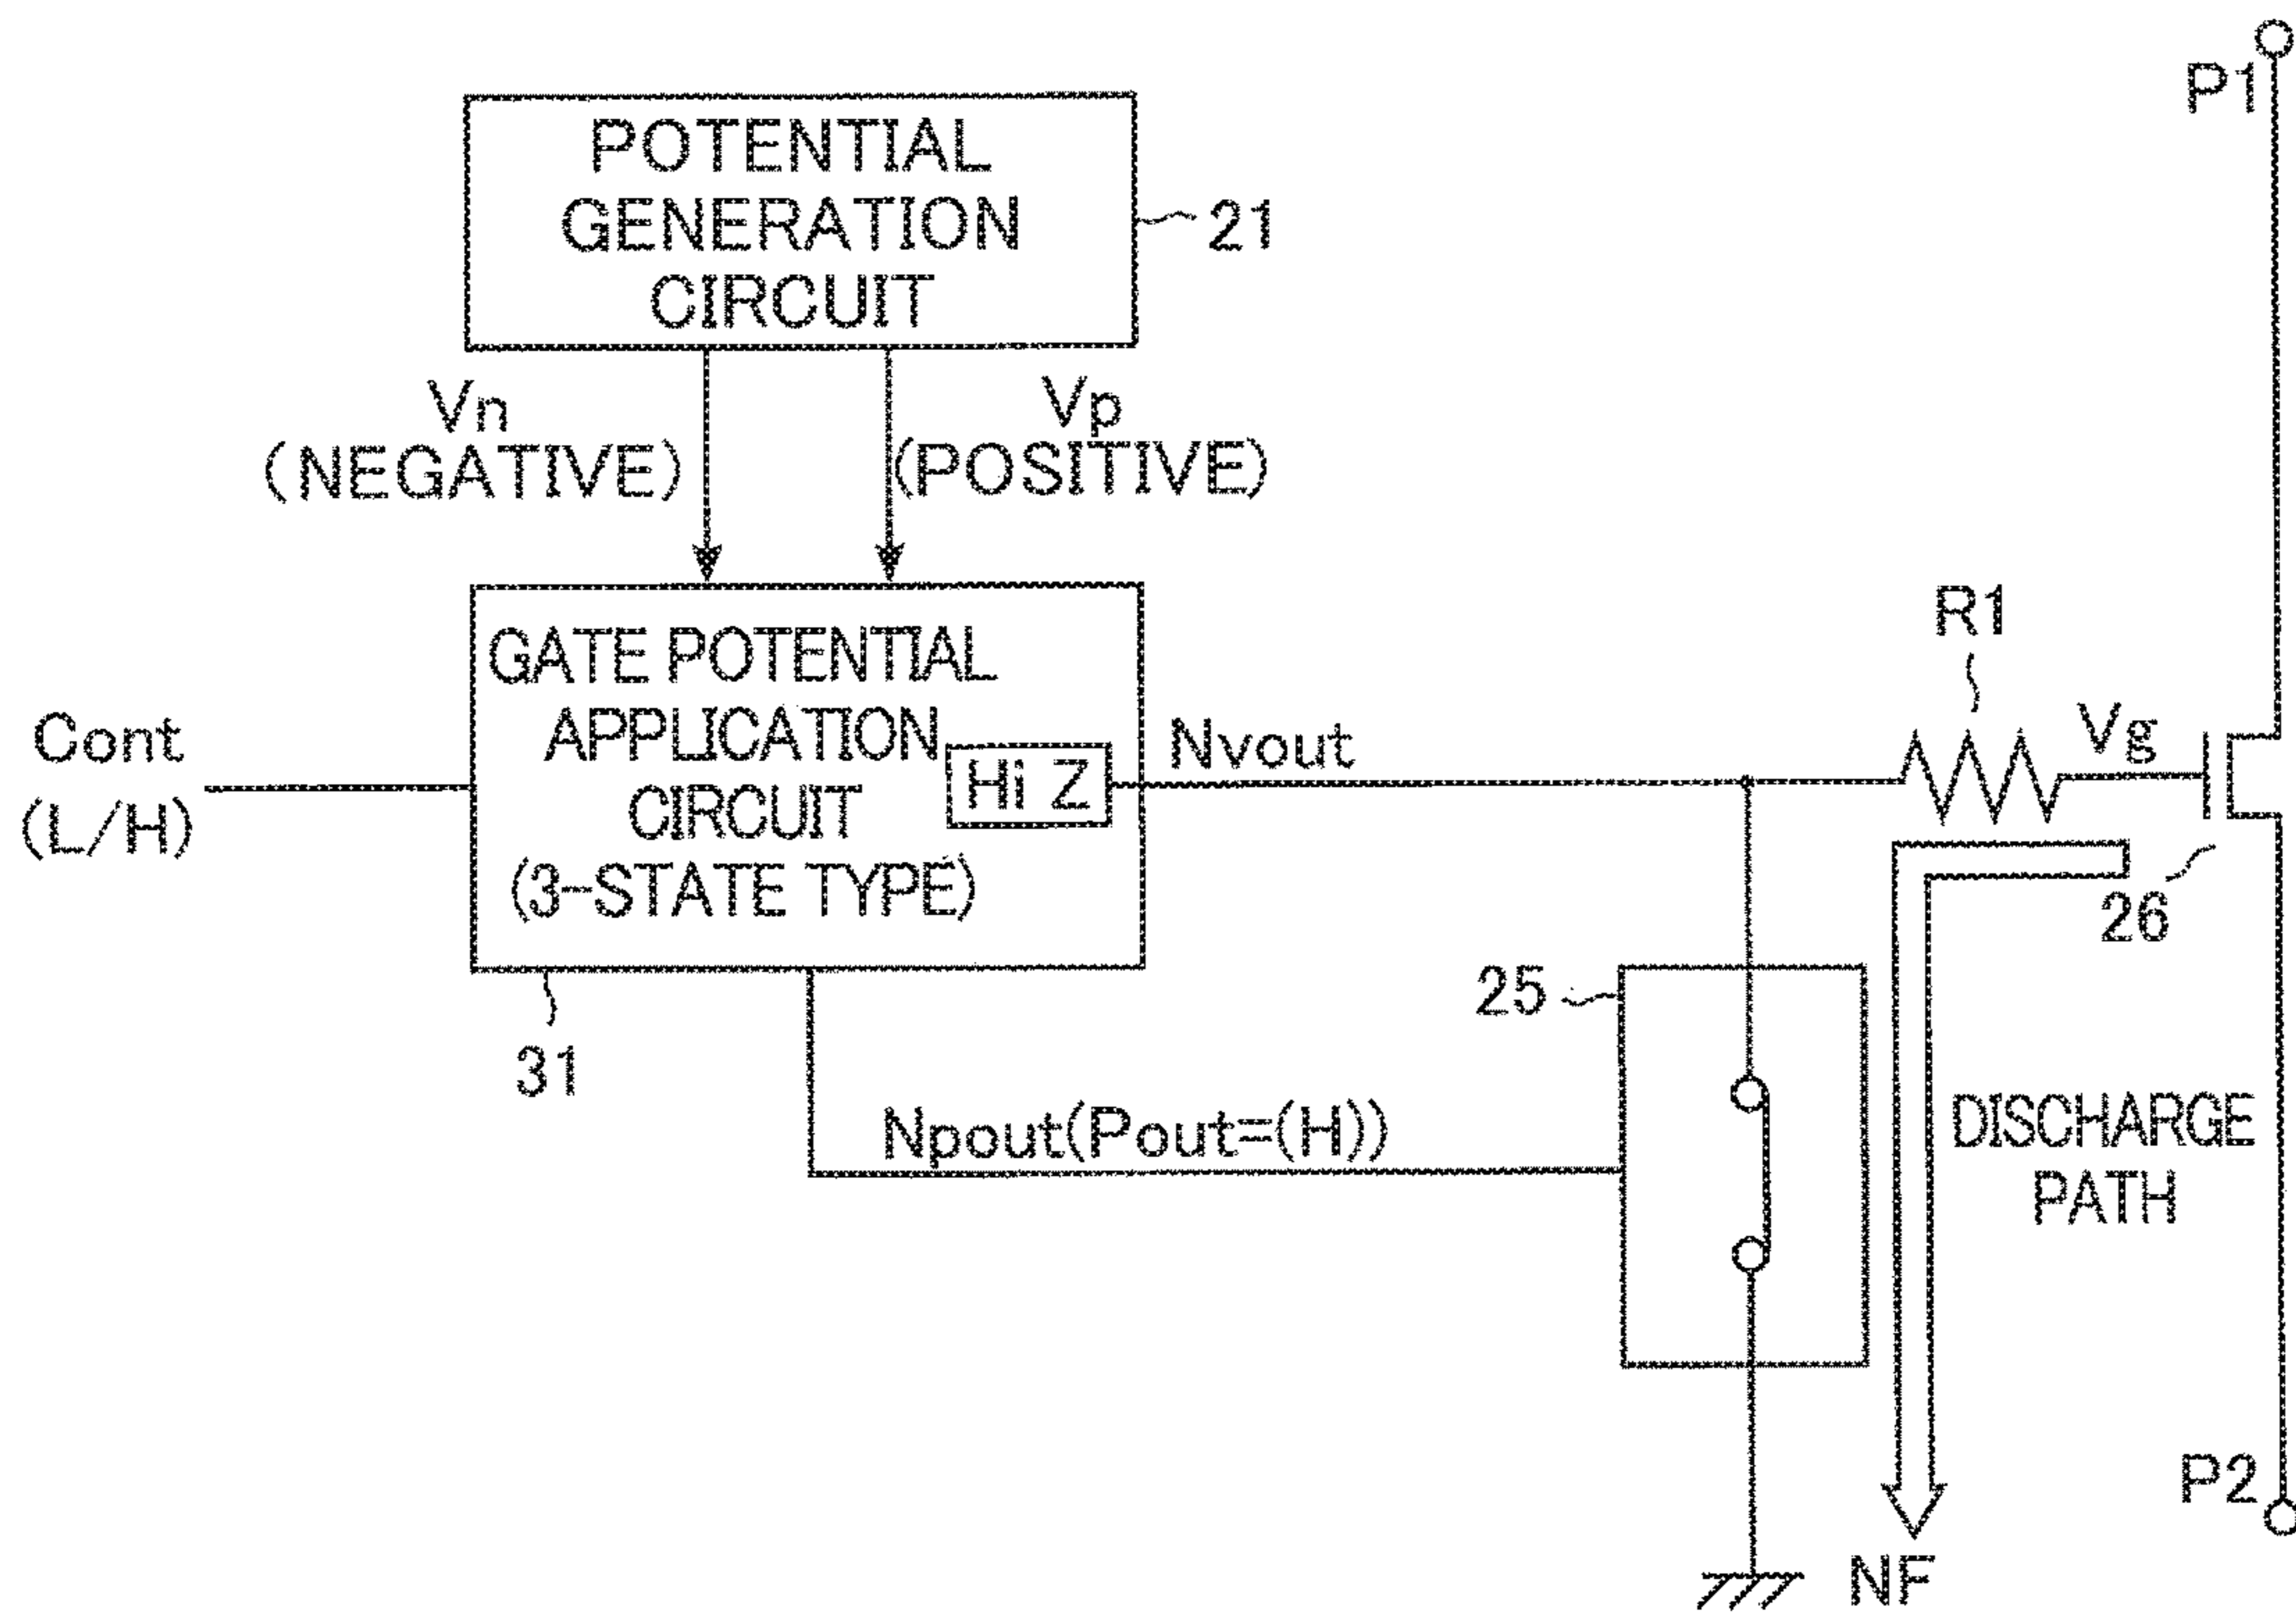 P1
POTENTIAL
GENERATION
CIRCUIT
21
Vn
(NEGATIVE)
Vp
(POSITIVE)
GATE POTENTIAL
APPLICATION
CIRCUIT
(3-STATE TYPE)
Hi Z
Cont
(L/H)
Nvout
R1
Vg
26
31
25
Npout(Pout=(H))
DISCHARGE
PATH
P2
NF